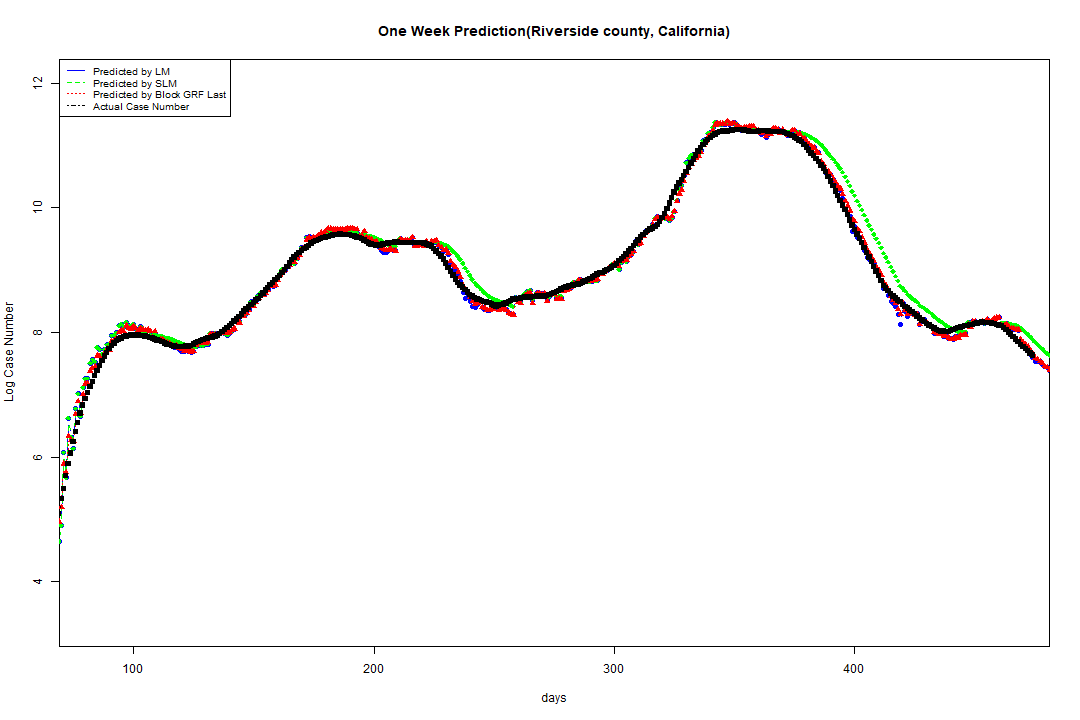 One Week Prediction(Riverside county, California)
Predicted by LM
Predicted by SLM
Predicted by Block GRF Last
Actual Case Number
12
10
8
6
4
Log Case Number
100
200
300
400
days